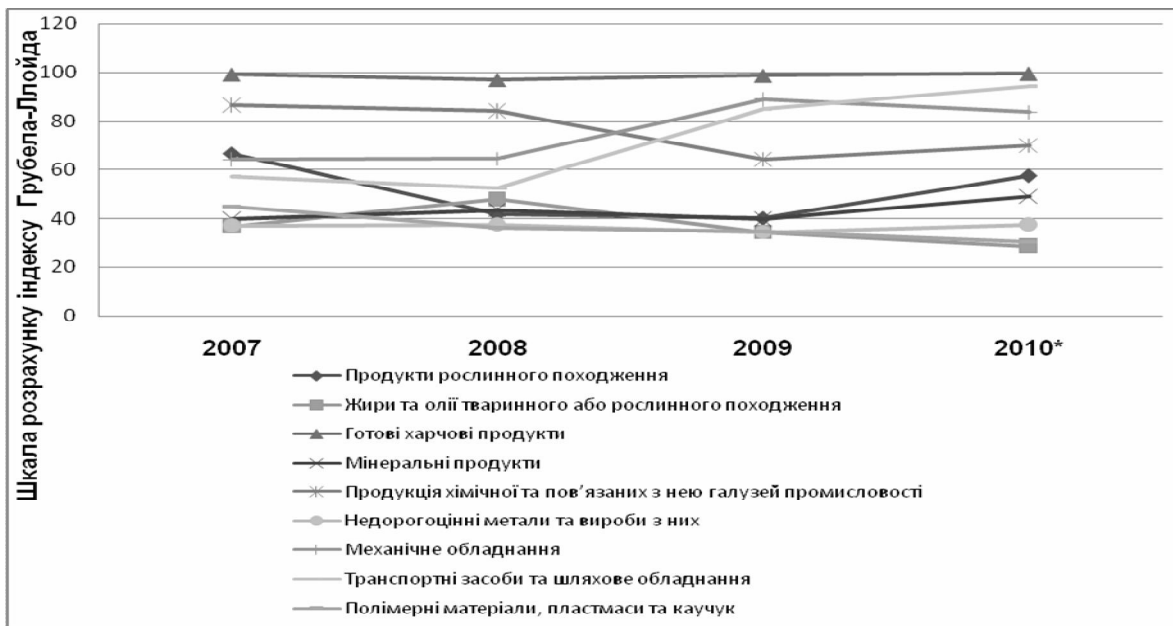 Шкала розрахунку індексу Грубела-Ллойда
120
100
80
60
40
20
0
2007 2008 2009 2010*
Продукти рослинного походження
Жири та олії тваринного або рослинного походження
Готові харчові продукти
Мінеральні продукти
Продукція хімічної та пов’язаних з нею галузей промисловості
Недорогоцінні метали та вироби з них
Механічне обладнання
Транспортні засоби та шляхове обладнання
Полімерні матеріали, пластмаси та каучук